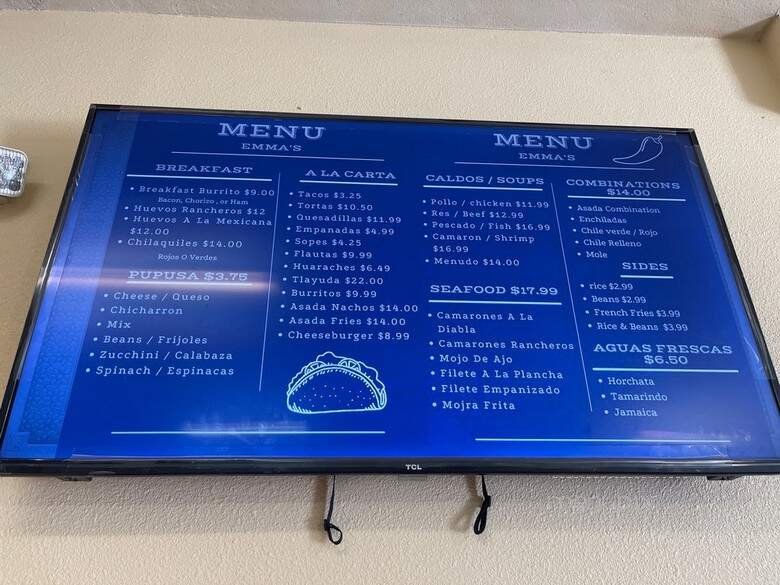 MENU
EMMA'S
BREAKFAST
• Breakfast Burrito $9.00
Bacon, Chorizo, or Ham
• Huevos Rancheros $12
• Huevos A La Mexicana
$12.00
• Chilaquiles $14.00
Rojos O Verdes
PUPUSA $3.75
• Cheese / Queso
• Chicharron
• Mix
• Beans / Frijoles
• Zucchini / Calabaza
• Spinach / Espinacas
A LA CARTA
• Tacos $3.25
• Tortas $10.50
• Quesadillas $11.99
• Empanadas $4.99
• Sopes $4.25
• Flautas $9.99
• Huaraches $6.49
• Tlayuda $22.00
• Burritos $9.99
• Asada Nachos $14.00
• Asada Fries $14.00
• Cheeseburger $8.99
MENU
EMMA'S
CALDOS / SOUPS
• Pollo / chicken $11.99
• Res / Beef $12.99
• Pescado / Fish $16.99
• Camaron / Shrimp
$16.99
• Menudo $14.00
SEAFOOD $17.99
• Camarones A La
Diabla
• Camarones Rancheros
• Mojo De Ajo
• Filete A La Plancha
• Filete Empanizado
• Mojra Frita
COMBINATIONS
$14.00
• Asada Combination
• Enchiladas
• Chile verde / Rojo
• Chile Relleno
• Mole
SIDES
• rice $2.99
• Beans $2.99
• French Fries $3.99
• Rice & Beans $3.99
AGUAS FRESCAS
$6.50
• Horchata
• Tamarindo
• Jamaica
TCL